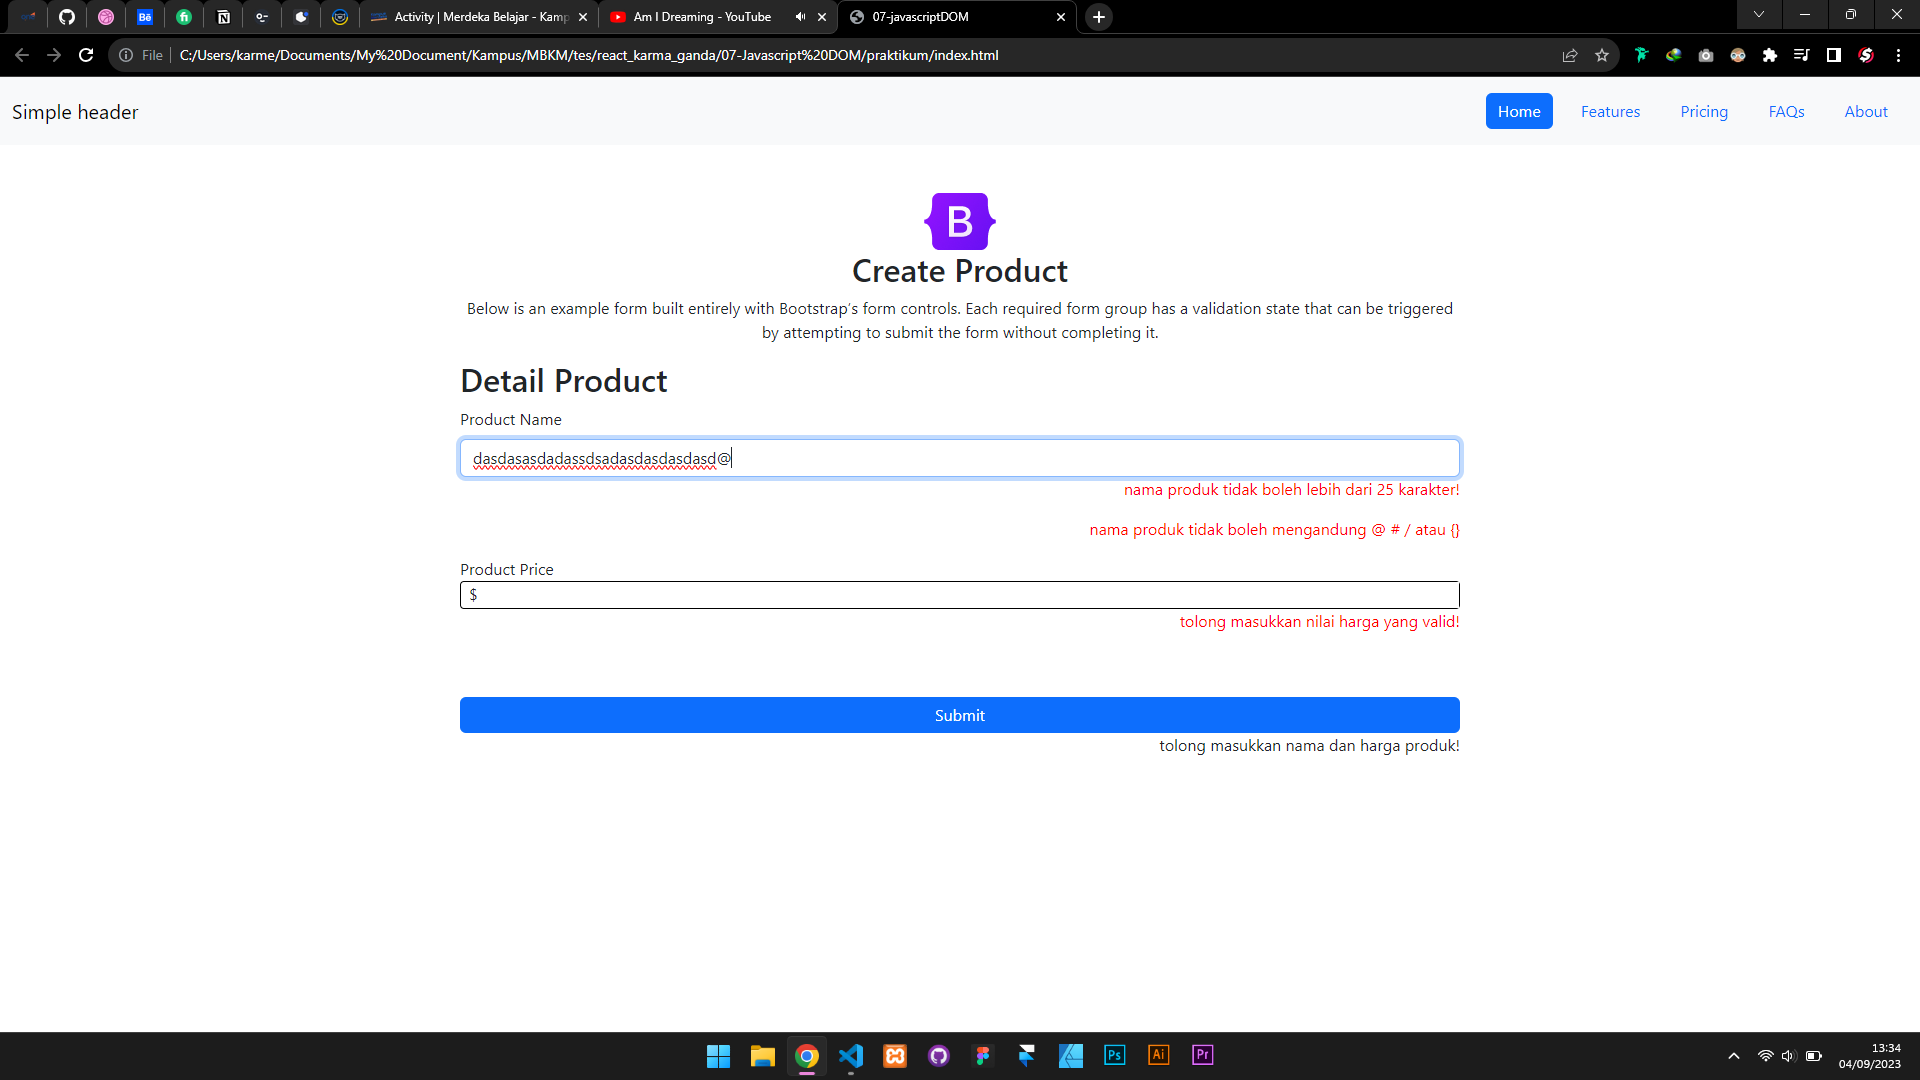 Activity | Merdeka Belajar - Kamp
Am I Dreaming - YouTube
07-javascriptDOM
File
C:/Users/karme/Documents/My%20Document/Kampus/MBKM/tes/react_karma_ganda/07-Javascript%20DOM/praktikum/index.html
Simple header
Home
Features
Pricing
FAQs
About
B
Create Product
Below is an example form built entirely with Bootstrap’s form controls. Each required form group has a validation state that can be triggered
by attempting to submit the form without completing it.
Detail Product
Product Name
dasdasasdadassdsadasdasdasdasd@
nama produk tidak boleh lebih dari 25 karakter!
nama produk tidak boleh mengandung @ # / atau {}
Product Price
$
tolong masukkan nilai harga yang valid!
Submit
tolong masukkan nama dan harga produk!
Ps
Ai
Pr
13:34
04/09/2023